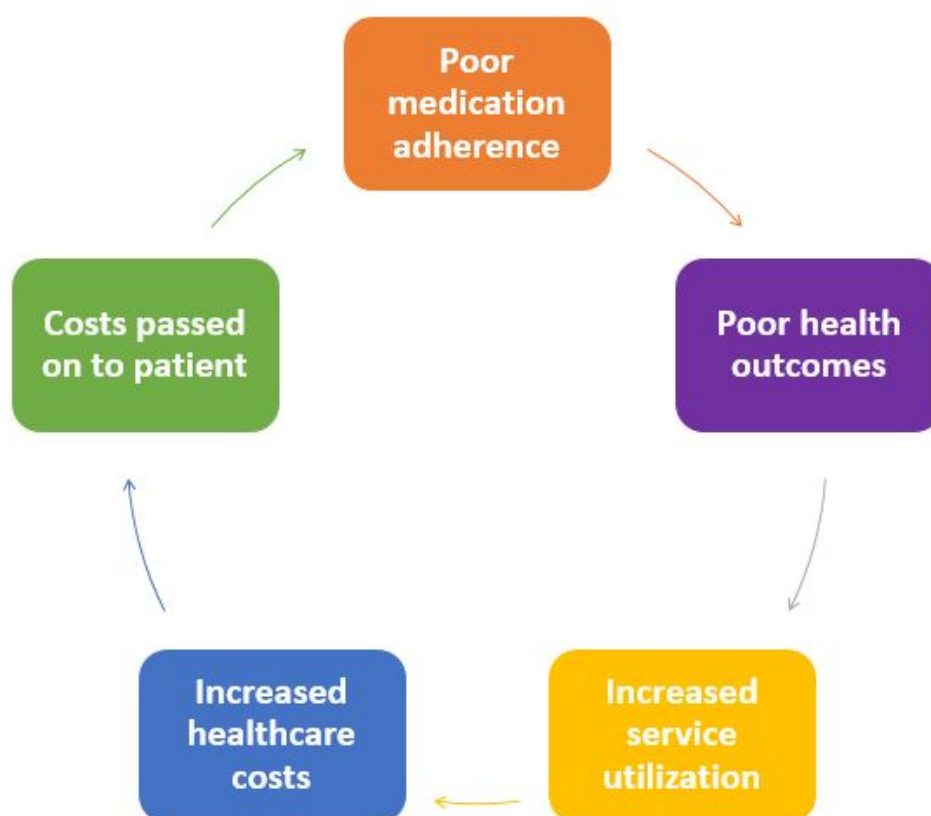 Poor
medication
adherence
Poor health
outcomes
Increased
service
utilization
Increased
healthcare
costs
Costs passed
on to patient